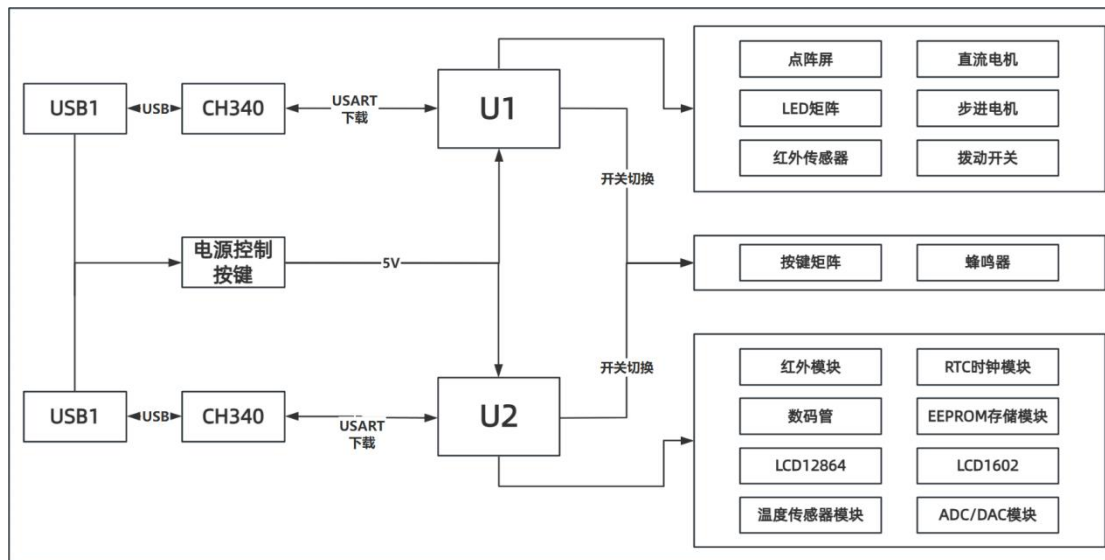 点阵屏
直流电机
USB1
USB
CH340
USART
下载
U1
LED矩阵
步进电机
红外传感器
拨动开关
开关切换
电源控制
按键
5V
按键矩阵
蜂鸣器
开关切换
红外模块
RTC时钟模块
USB1
USB
CH340
USART
下载
U2
数码管
EEPROM存储模块
LCD12864
LCD1602
温度传感器模块
ADC/DAC模块